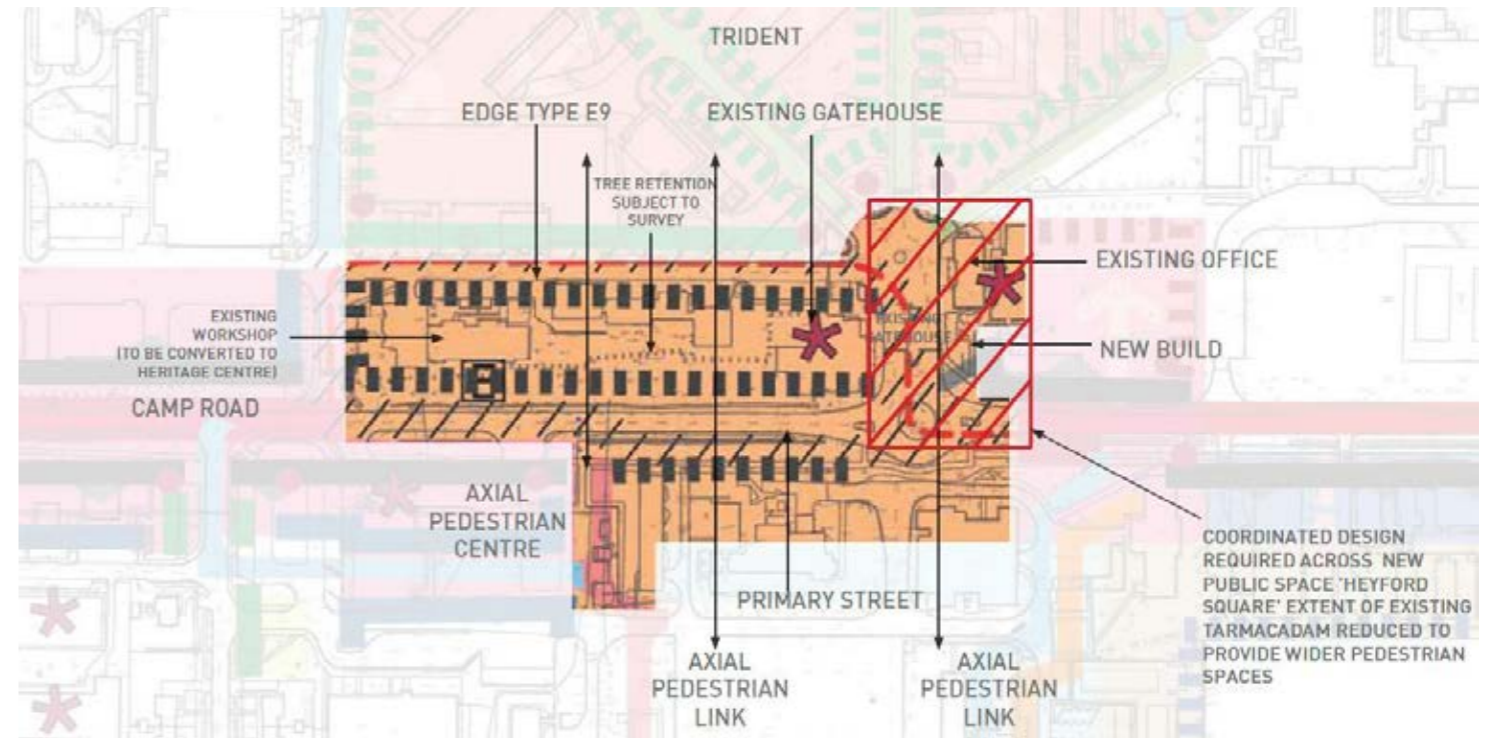 TRIDENT
EDGE TYPE E9
EXISTING GATEHOUSE
TREE RETENTION
SUBJECT TO
SURVEY
EXISTING OFFICE
EXISTING
WORKSHOP
(TO BE CONVERTED TO
HERITAGE CENTRE)
EXISTING
GATEHOUSE
NEW BUILD
CAMP ROAD
AXIAL
PEDESTRIAN
CENTRE
PRIMARY STREET
COORDINATED DESIGN
REQUIRED ACROSS NEW
PUBLIC SPACE 'HEYFORD
SQUARE' EXTENT OF EXISTING
TARMACADAM REDUCED TO
PROVIDE WIDER PEDESTRIAN
SPACES
AXIAL
PEDESTRIAN
LINK
AXIAL
PEDESTRIAN
LINK